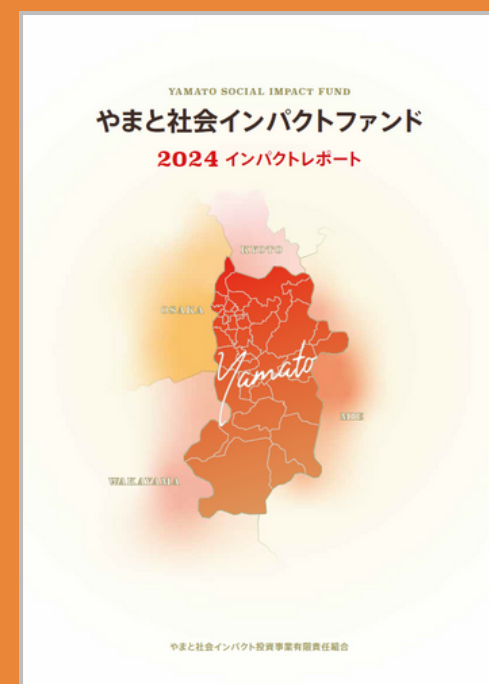 YAMATO SOCIAL IMPACT FUND
やまと社会インパクトファンド
2024 インパクトレポート
KYOTO
OSAKA
Yamato
MIE
WAKAYAMA
やまと社会インパクト投資事業有限責任組合